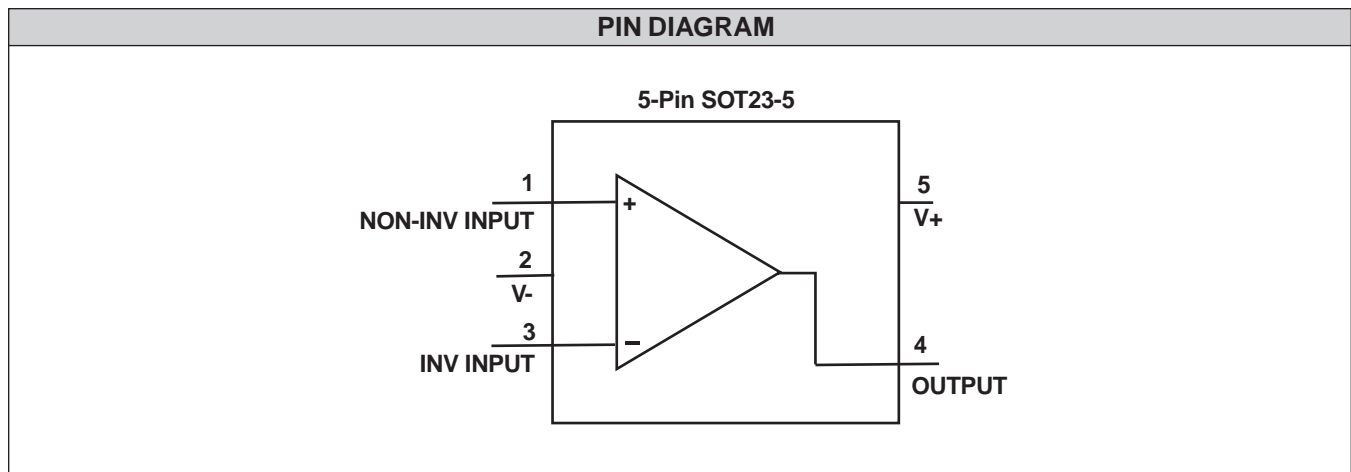 PIN DIAGRAM
5-Pin SOT23-5
1
NON-INV INPUT
+
5
V+
2
V-
3
INV INPUT
−
4
OUTPUT